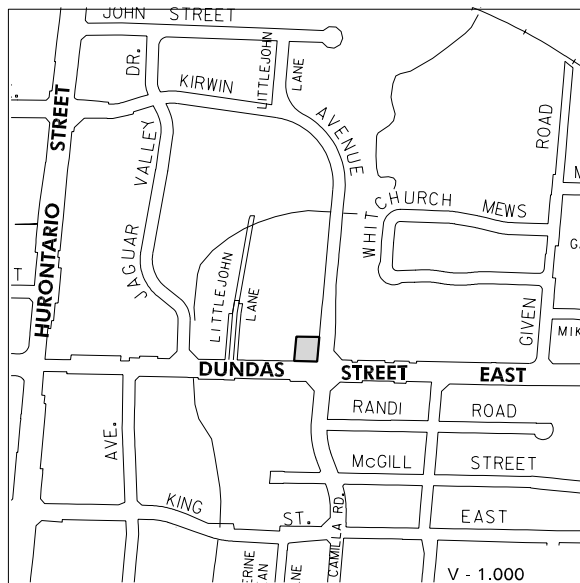 JOHN STREET
DR.
KIRWIN
LITTLEJOHN
LANE
AVENUE
STREET
HURONTARIO
VALLEY
JAGUAR
ROAD
WHITCHURCH MEWS
GIVEN
LITTLEJOHN
LANE
DUNDAS STREET EAST
RANDI ROAD
McGILL STREET
AVE.
KING ST. EAST
CAMILLA RD.
V - 1.000